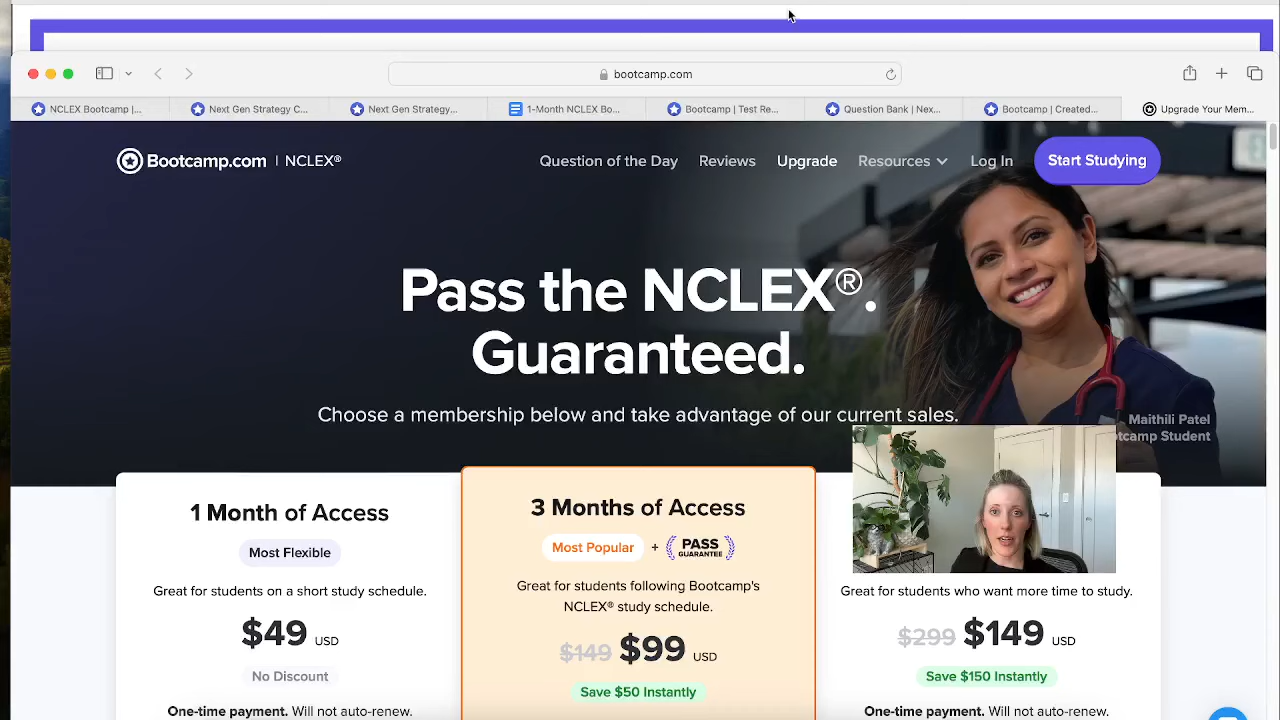 bootcamp.com
NCLEX Bootcamp |...
Next Gen Strategy C...
Next Gen Strategy...
1-Month NCLEX Bo...
Bootcamp | Test Re...
Question Bank | Nex...
Bootcamp | Created...
Upgrade Your Mem...
Bootcamp.com | NCLEX®
Question of the Day
Reviews
Upgrade
Resources
Log In
Start Studying
Pass the NCLEX®.
Guaranteed.
Choose a membership below and take advantage of our current sales.
Maithili Patel
otcamp Student
1 Month of Access
Most Flexible
Great for students on a short study schedule.
$49 USD
No Discount
One-time payment. Will not auto-renew.
3 Months of Access
Most Popular + PASS GUARANTEE
Great for students following Bootcamp's
NCLEX® study schedule.
$149 $99 USD
Save $50 Instantly
Great for students who want more time to study.
$299 $149 USD
Save $150 Instantly
One-time payment. Will not auto-renew.